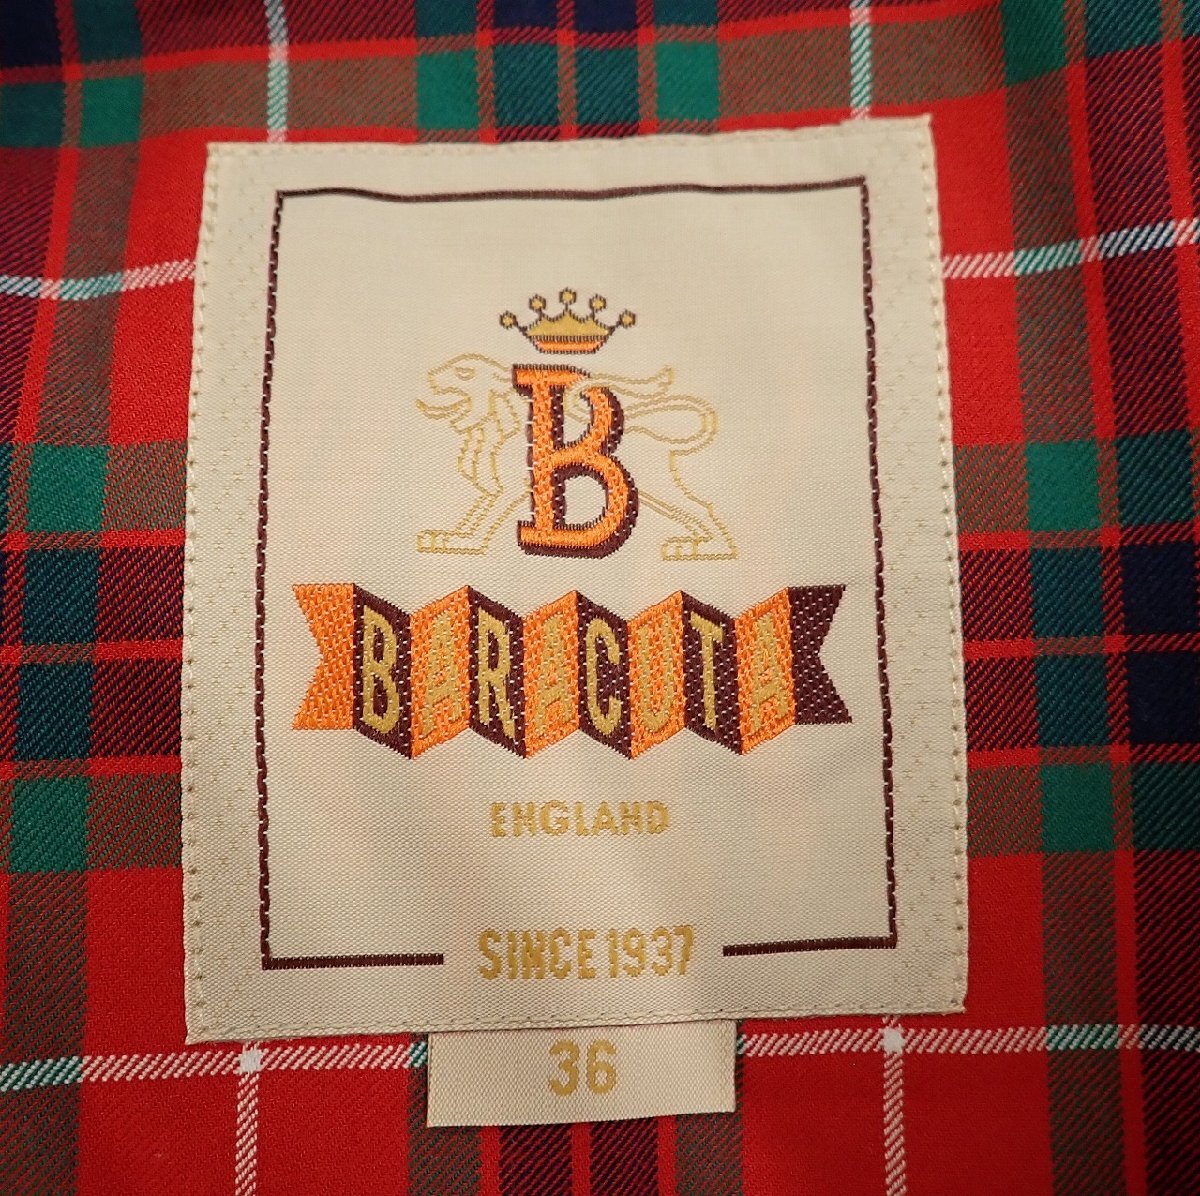 B
BARACUTA
ENGLAND
SINCE 1937
36